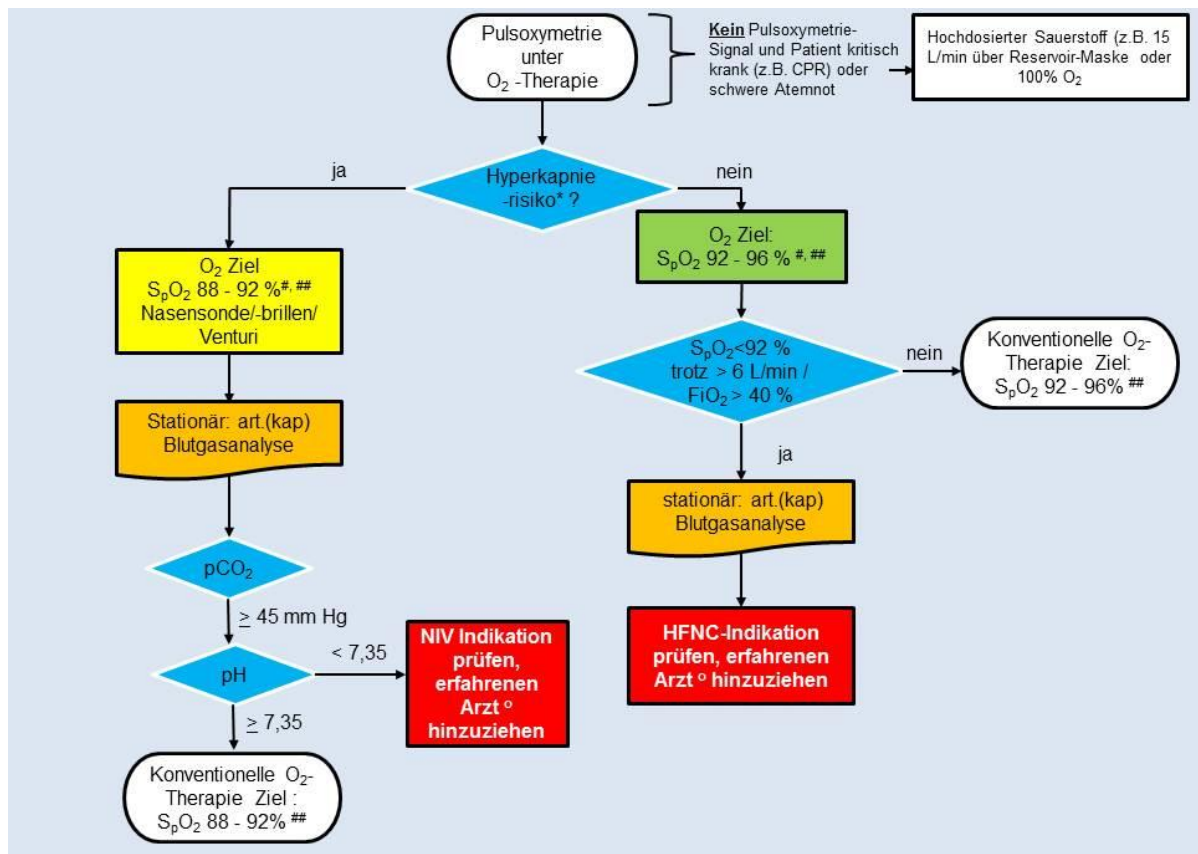 Pulsoxymetrie
unter
O₂ -Therapie
Kein Pulsoxymetrie-
Signal und Patient kritisch
krank (z.B. CPR) oder
schwere Atemnot
Hochdosierter Sauerstoff (z.B. 15
L/min über Reservoir-Maske oder
100% O₂
Hyperkapnie
-risiko* ?
ja
nein
O₂ Ziel
SpO₂ 88 - 92 %#, ##
Nasensonde/-brillen/
Venturi
O₂ Ziel:
SpO₂ 92 - 96 % #, ##
SpO₂<92 %
trotz > 6 L/min /
FiO₂ > 40 %
nein
Konventionelle O₂-
Therapie Ziel:
SpO₂ 92 - 96% ##
ja
Stationär: art.(kap)
Blutgasanalyse
stationär: art.(kap)
Blutgasanalyse
pCO₂
≥ 45 mm Hg
pH
< 7,35
NIV Indikation
prüfen,
erfahrenen
Arzt º
hinzuziehen
HFNC-Indikation
prüfen, erfahrenen
Arzt º hinzuziehen
≥ 7,35
Konventionelle O₂-
Therapie Ziel :
SpO₂ 88 - 92% ##